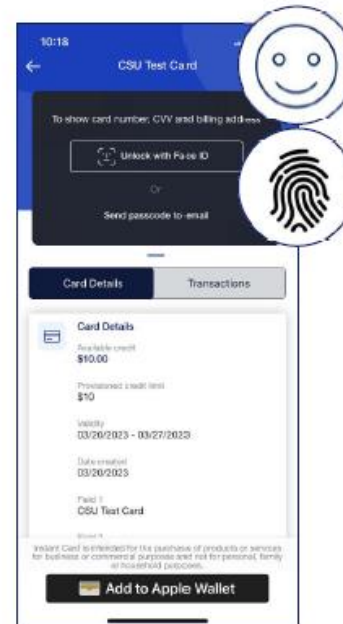 10:18
CSU Test Card
To show card number, CVV and billing address
Unlock with Face ID
Or
Send passcode to email
Card Details
Transactions
Card Details
Available credit
$10.00
Provisioned credit limit
$10
Validity
03/20/2023 - 03/27/2023
Date created
03/20/2023
Field 1
CSU Test Card
Instant Card is intended for the purchase of products or services
for business or commercial purposes and not for personal, family
or household purposes.
Add to Apple Wallet